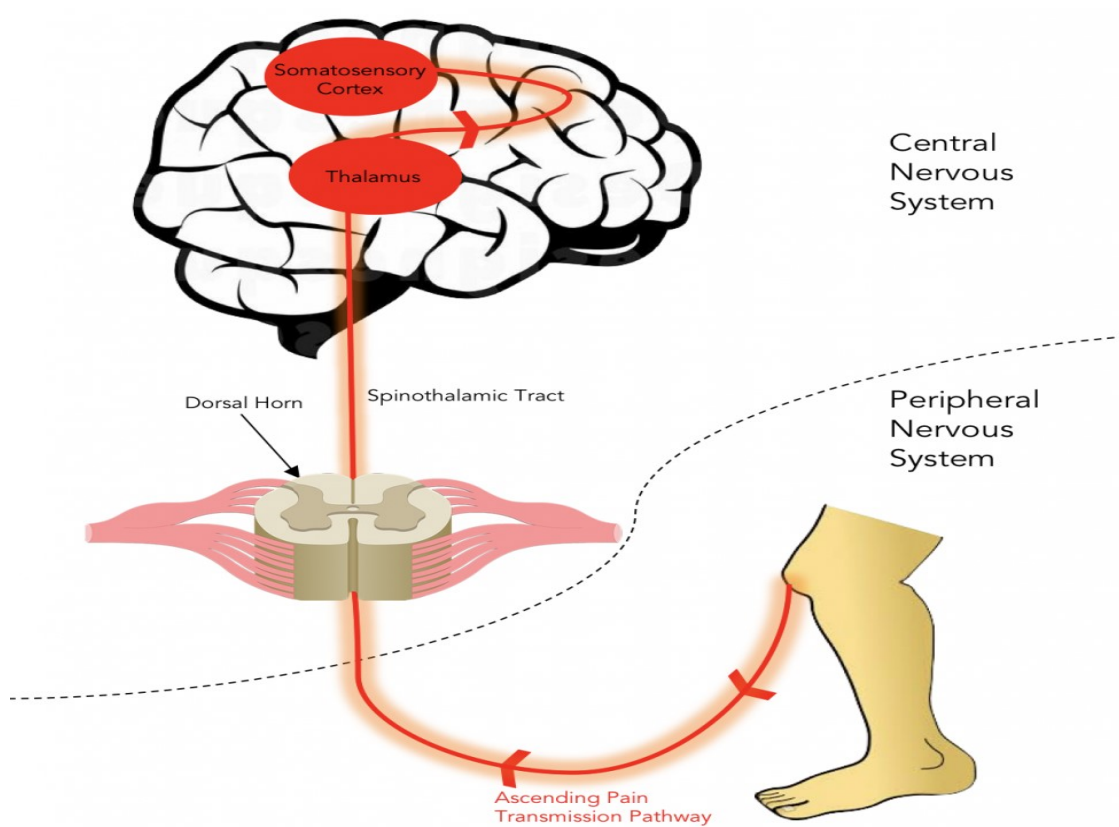 Somatosensory
Cortex
Thalamus
Central
Nervous
System
Dorsal Horn
Spinothalamic Tract
Peripheral
Nervous
System
Ascending Pain
Transmission Pathway